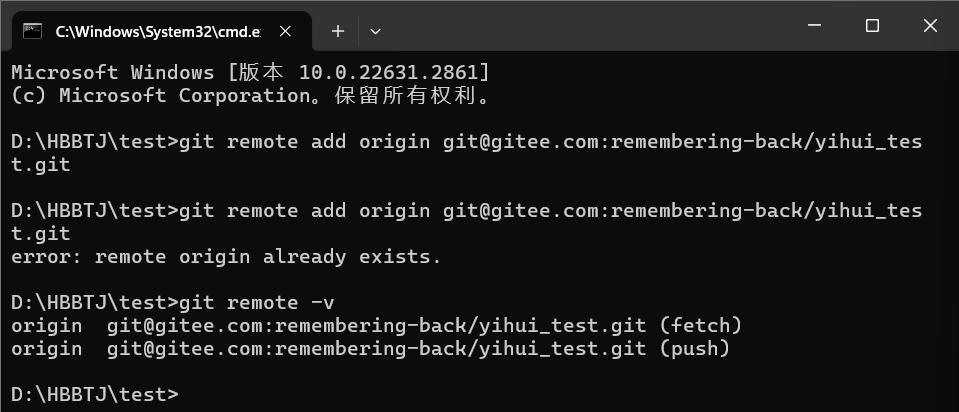 C:\Windows\System32\cmd.e
Microsoft Windows [版本 10.0.22631.2861]
(c) Microsoft Corporation。保留所有权利。
D:\HBBTJ\test>git remote add origin git@gitee.com:remembering-back/yihui_tes
t.git
D:\HBBTJ\test>git remote add origin git@gitee.com:remembering-back/yihui_tes
t.git
error: remote origin already exists.
D:\HBBTJ\test>git remote -v
origin  git@gitee.com:remembering-back/yihui_test.git (fetch)
origin  git@gitee.com:remembering-back/yihui_test.git (push)
D:\HBBTJ\test>